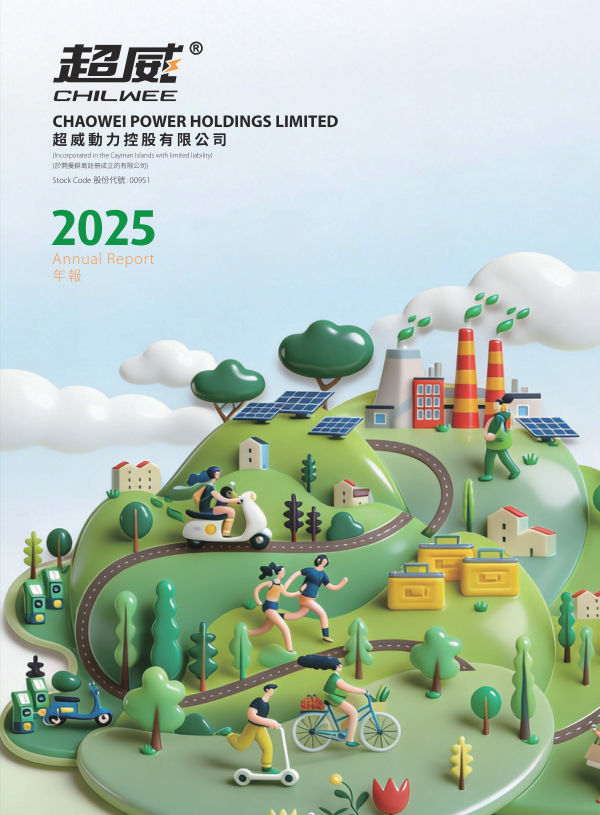 超威®
CHILWEE
CHAOWEI POWER HOLDINGS LIMITED
超威動力控股有限公司
(Incorporated in the Cayman Islands with limited liability)
(於開曼群島註冊成立的有限公司)
Stock Code 股份代號: 00951
2025
Annual Report
年報